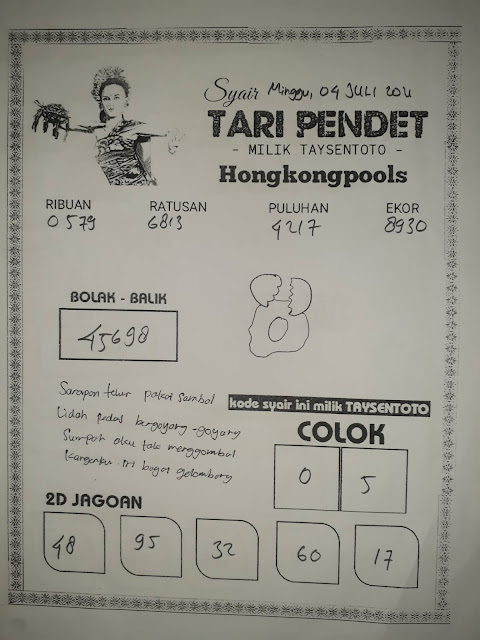 Syair Minggu, 04 JULI 2021
TARI PENDET
- MILIK TAYSENTOTO -
Hongkongpools
RIBUAN RATUSAN PULUHAN EKOR
0579 6813 4217 8930
BOLAK - BALIK
45698
Sarapan telur pakai sambal
Lidah pedas bergoyang-goyang
Sumpah aku tak menggombal
Kangenku ini bagai gelombang
kode syair ini milik TAYSENTOTO
COLOK
0 5
2D JAGOAN
48 95 32 60 17